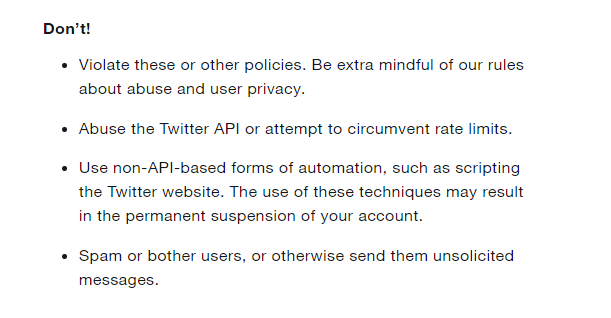 Don't!
• Violate these or other policies. Be extra mindful of our rules
about abuse and user privacy.
• Abuse the Twitter API or attempt to circumvent rate limits.
• Use non-API-based forms of automation, such as scripting
the Twitter website. The use of these techniques may result
in the permanent suspension of your account.
• Spam or bother users, or otherwise send them unsolicited
messages.